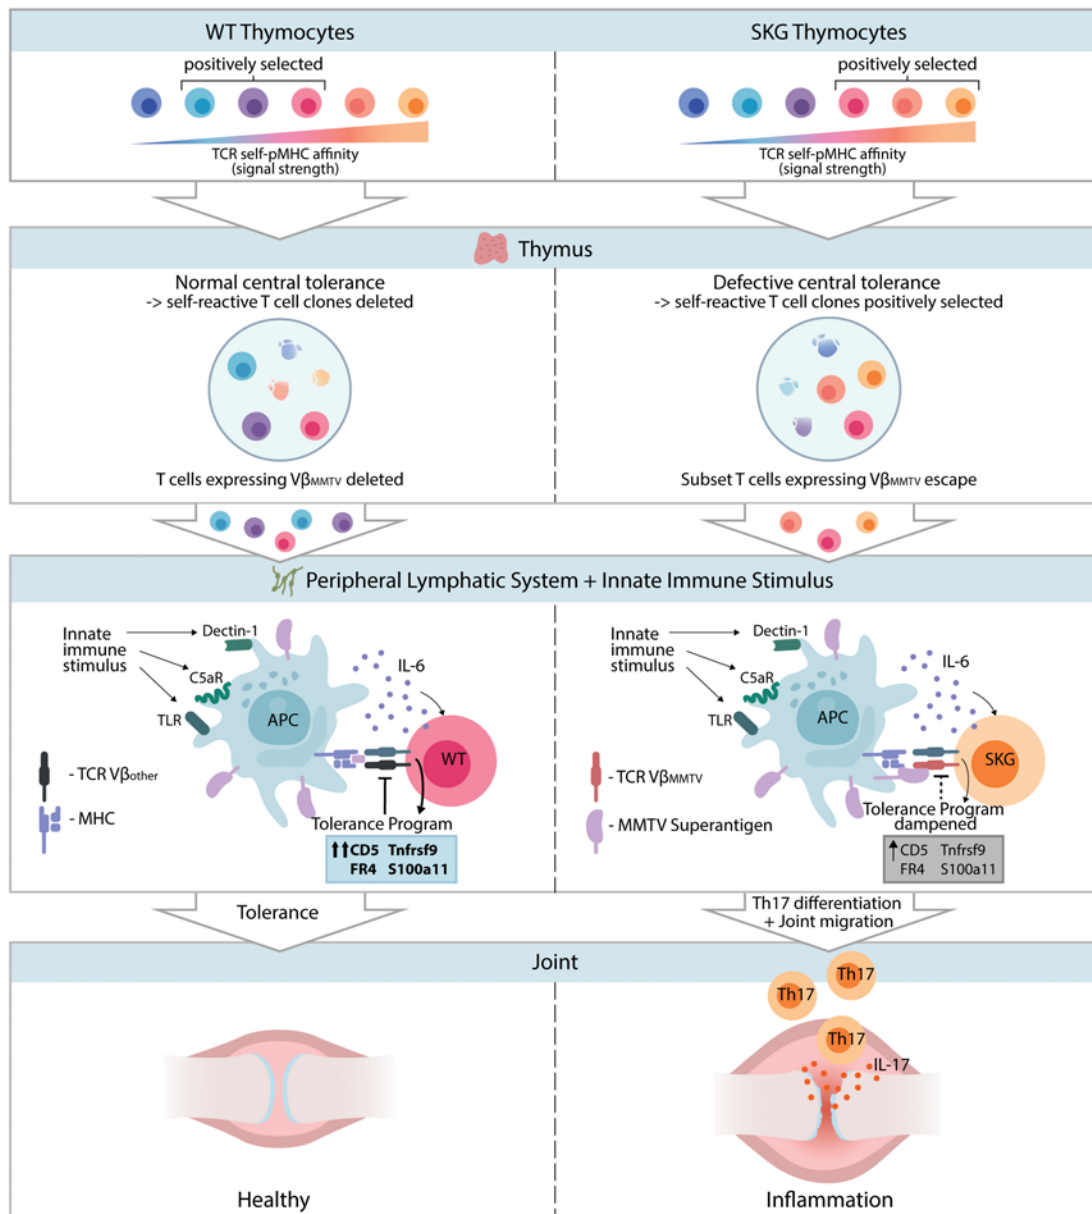 WT Thymocytes
SKG Thymocytes
positively selected
positively selected
TCR self-pMHC affinity
(signal strength)
TCR self-pMHC affinity
(signal strength)
Thymus
Normal central tolerance
-> self-reactive T cell clones deleted
Defective central tolerance
-> self-reactive T cell clones positively selected
T cells expressing VβMMTV deleted
Subset T cells expressing VβMMTV escape
Peripheral Lymphatic System + Innate Immune Stimulus
Innate
immune
stimulus
Dectin-1
C5aR
TLR
APC
IL-6
WT
- TCR Vβother
- MHC
Tolerance Program
↑↑CD5 Tnfrsf9
FR4 S100a11
Innate
immune
stimulus
Dectin-1
C5aR
TLR
APC
IL-6
SKG
- TCR VβMMTV
- MMTV Superantigen
Tolerance Program
dampened
↑CD5 Tnfrsf9
FR4 S100a11
Tolerance
Th17 differentiation
+ Joint migration
Joint
Th17
Th17
Th17
IL-17
Healthy
Inflammation